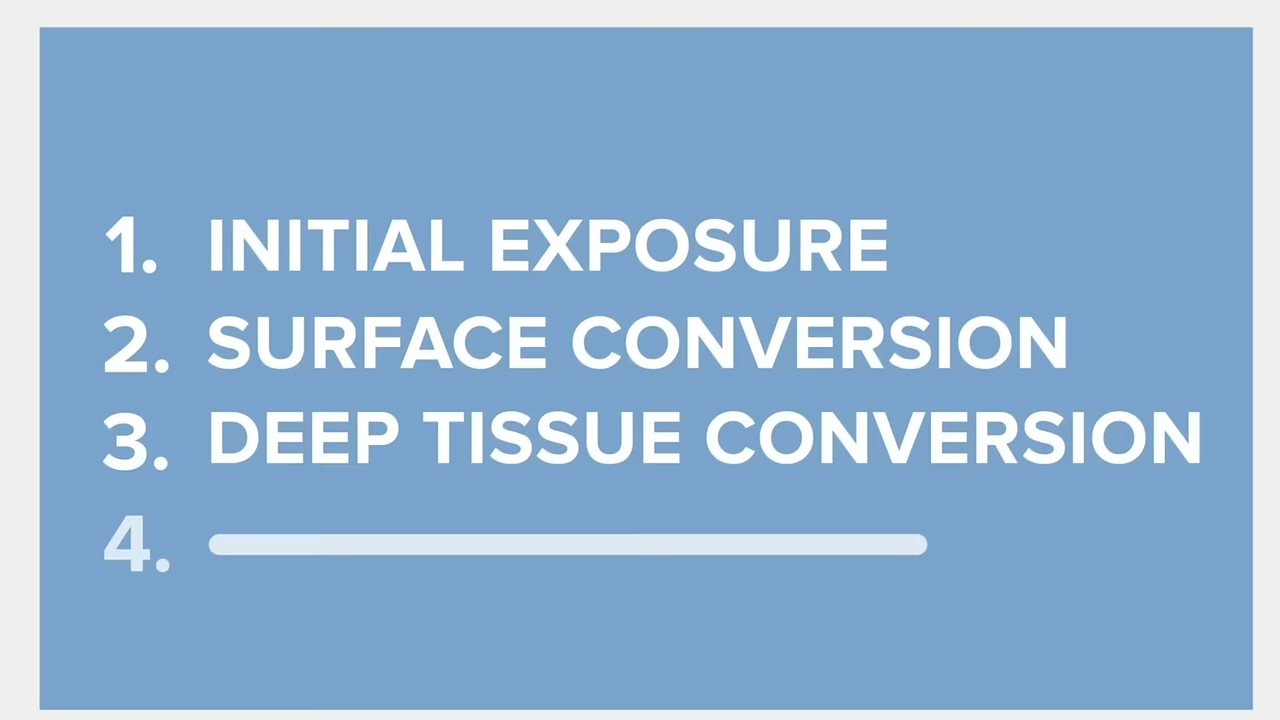 1. INITIAL EXPOSURE
2. SURFACE CONVERSION
3. DEEP TISSUE CONVERSION
4.